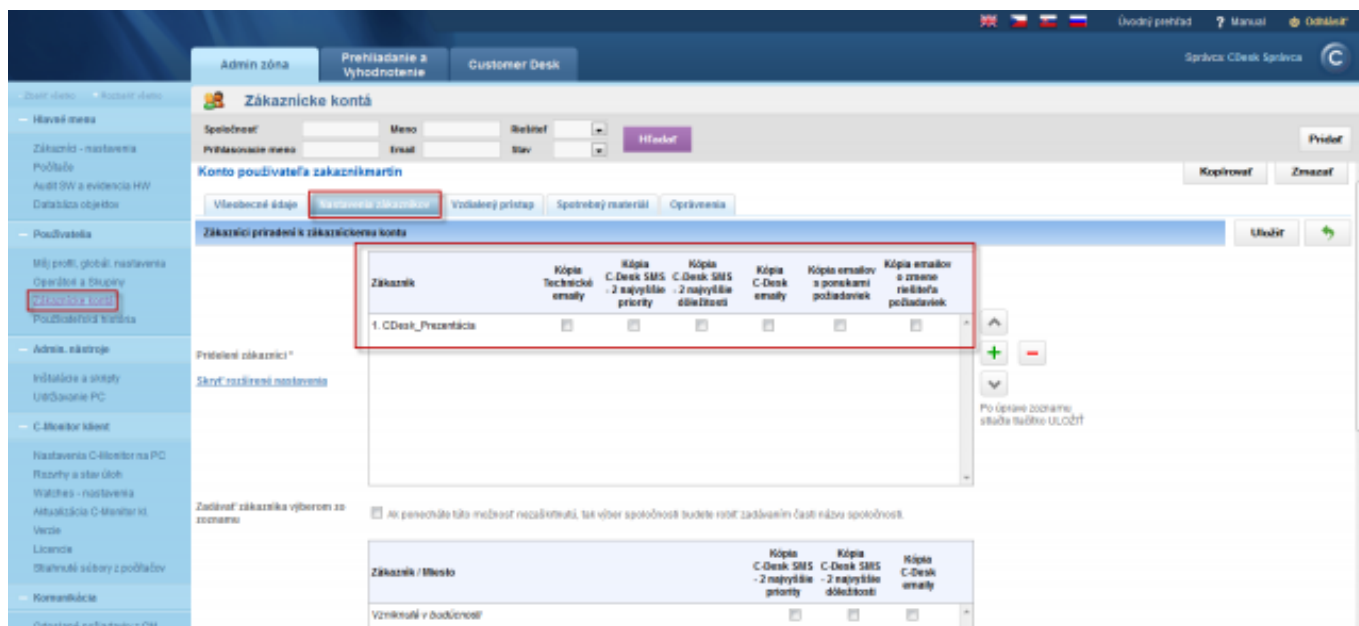 Úvodný prehľad ? Manual Odhlásiť
Admin zóna
Prehliadanie a
Vyhodnotenie
Customer Desk
Správca: CDesk Správca
Zákaznícke kontá
Hlavné menu
Zákazníci - nastavenia
Počítače
Audit SW a evidencia HW
Databáza objektov
Používatelia
Môj profil, globál. nastavenia
Operátori a Skupiny
Zákaznícke kontá
Používateľská história
Admin. nástroje
Inštalácie a skripty
Udržiavanie PC
C-Monitor klient
Nastavenia C-Monitor na PC
Rozvrhy a stav úloh
Watches - nastavenia
Aktualizácia C-Monitor kl.
Verzie
Licencie
Stiahnuté súbory z počítačov
Komunikácia
Spoločnosť Meno Riešiteľ
Prihlasovacie meno Email Stav
Hľadať
Pridať
Konto používateľa zakaznikmartin
Kopírovať Zmazať
Všeobecné údaje Nastavenia zákazníkov Vzdialený prístup Spotrebný materiál Oprávnenia
Zákazníci priradení k zákazníckemu kontu
Uložiť
Zákazník
Kópia
Technické
emaily
Kópia
C-Desk SMS
- 2 najvyššie
priority
Kópia
C-Desk SMS
- 2 najvyššie
dôležitosti
Kópia
C-Desk
emaily
Kópia emailov
s ponukami
požiadaviek
Kópia emailov
o zmene
riešiteľa
požiadaviek
1. CDesk_Prezentácia
Pridelení zákazníci *
Skryť rozšírené nastavenia
Po úprave zoznamu
stlačte tlačítko ULOŽIŤ
Zadávať zákazníka výberom zo
zoznamu
Ak ponecháte túto možnosť nezaškrtnutú, tak výber spoločnosti budete robiť zadávaním časti názvu spoločnosti.
Zákazník / Miesto
Kópia
C-Desk SMS
- 2 najvyššie
priority
Kópia
C-Desk SMS
- 2 najvyššie
dôležitosti
Kópia
C-Desk
emaily
Vzniknuté v budúcnosti